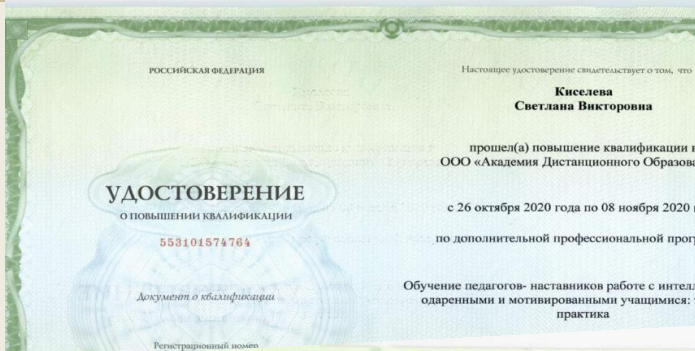 РОССИЙСКАЯ ФЕДЕРАЦИЯ
УДОСТОВЕРЕНИЕ
О ПОВЫШЕНИИ КВАЛИФИКАЦИИ
553101574764
Документ о квалификации
Регистрационный номер
Настоящее удостоверение свидетельствует о том, что
Киселева
Светлана Викторовна
прошел(а) повышение квалификации в
ООО «Академия Дистанционного Образова
с 26 октября 2020 года по 08 ноября 2020
по дополнительной профессиональной прог
Обучение педагогов- наставников работе с интелл
одаренными и мотивированными учащимися:
практика